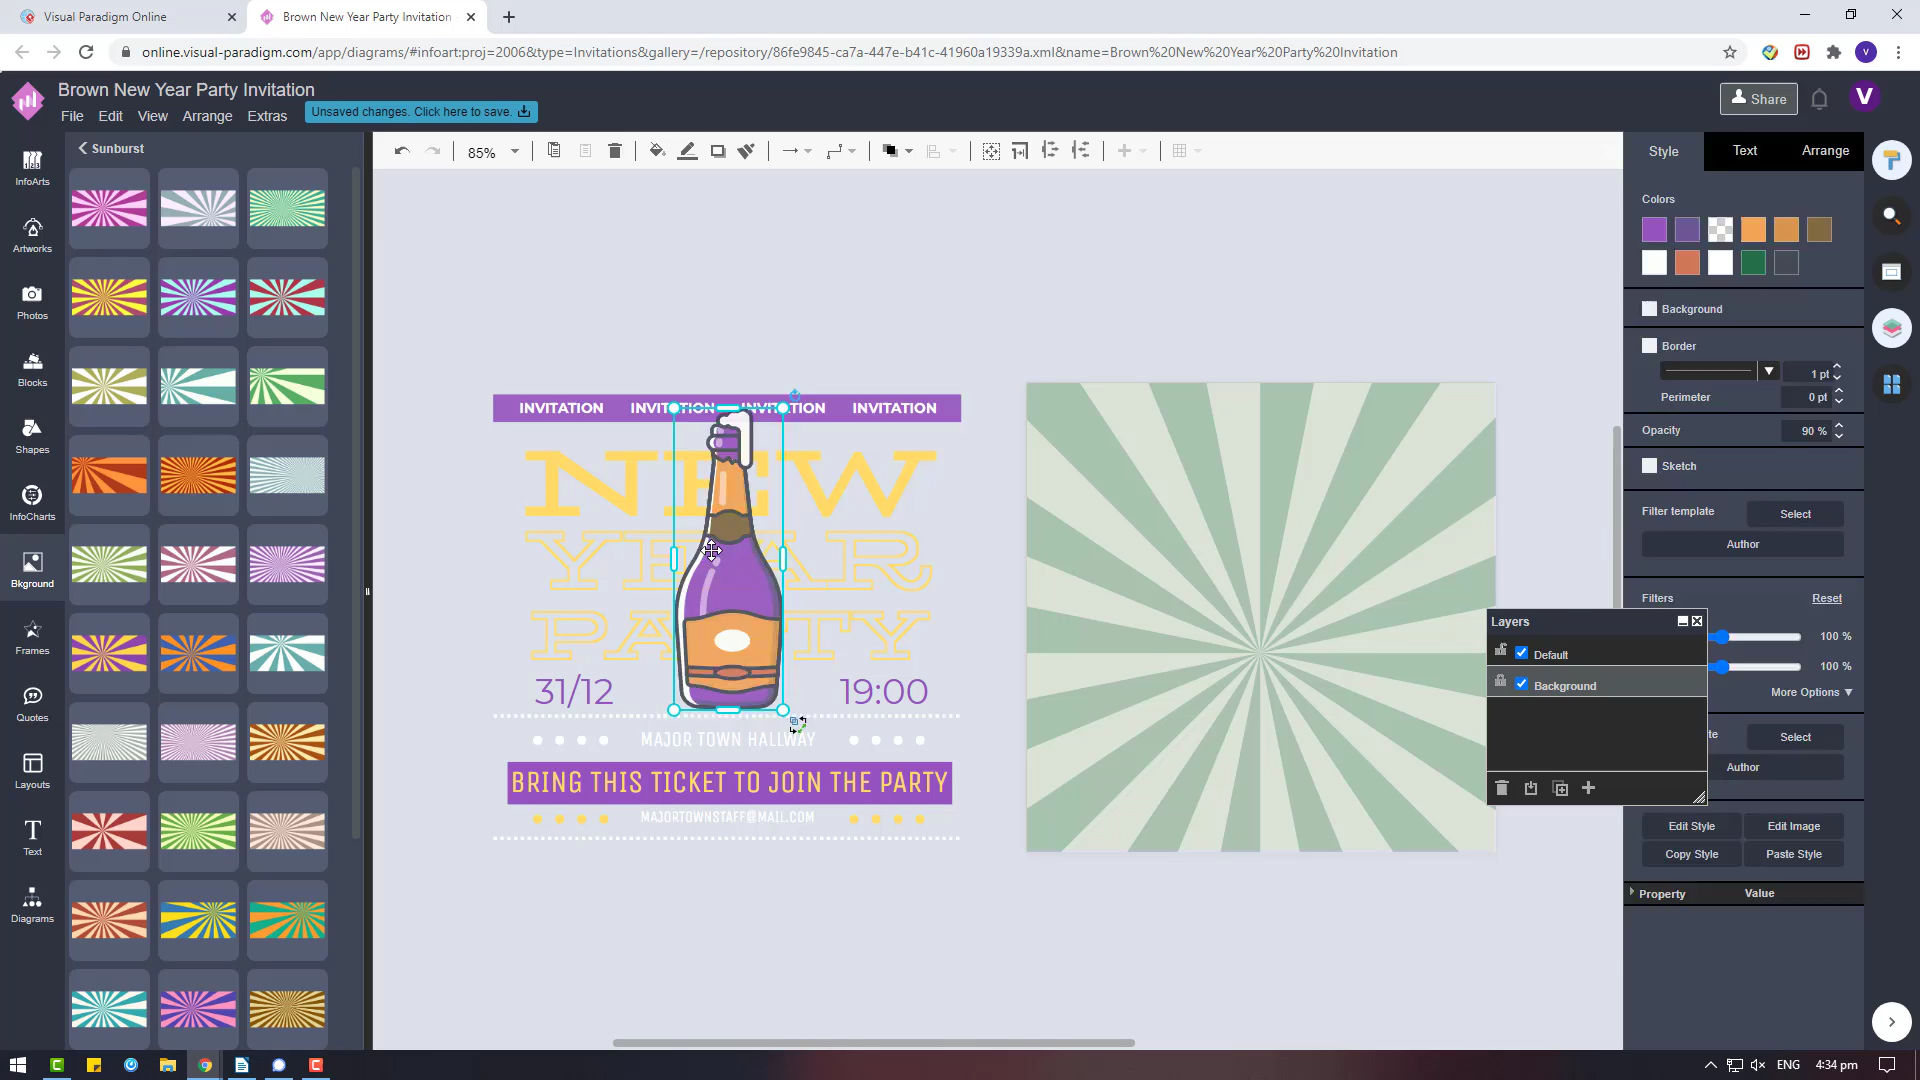 Visual Paradigm Online
Brown New Year Party Invitation
online.visual-paradigm.com/app/diagrams/#infoart:proj=2006&type=Invitations&gallery=/repository/86fe9845-ca7a-447e-b41c-41960a19339a.xml&name=Brown%20New%20Year%20Party%20Invitation
V
Brown New Year Party Invitation
File Edit View Arrange Extras
Unsaved changes. Click here to save.
Share
V
InfoArts
Artworks
Photos
Blocks
Shapes
InfoCharts
Bkground
Frames
Quotes
Layouts
Text
Diagrams
Sunburst
85%
INVITATION INVITATION INVITATION INVITATION
NEW
YEAR
PARTY
31/12 19:00
MAJOR TOWN HALLWAY
BRING THIS TICKET TO JOIN THE PARTY
MAJORTOWNSTAFF@MAIL.COM
Layers
Default
Background
Style Text Arrange
Colors
Background
Border
1 pt
Perimeter 0 pt
Opacity 90 %
Sketch
Filter template Select
Author
Filters Reset
100 %
100 %
More Options
Select
Author
Edit Style Edit Image
Copy Style Paste Style
Property Value
ENG 4:34 pm